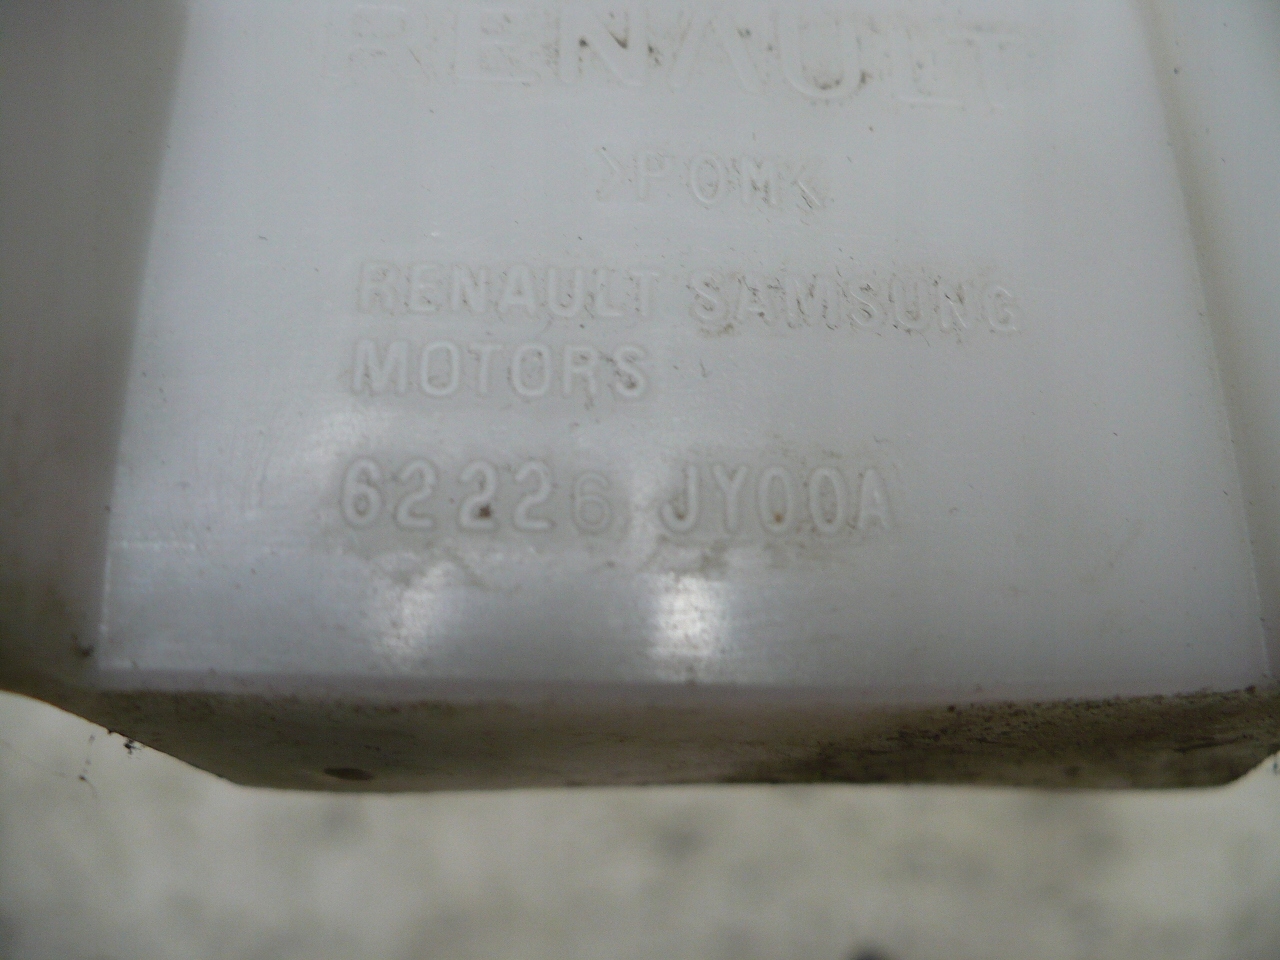 RENAULT
>POM<
RENAULT SAMSUNG
MOTORS
62226 JY00A